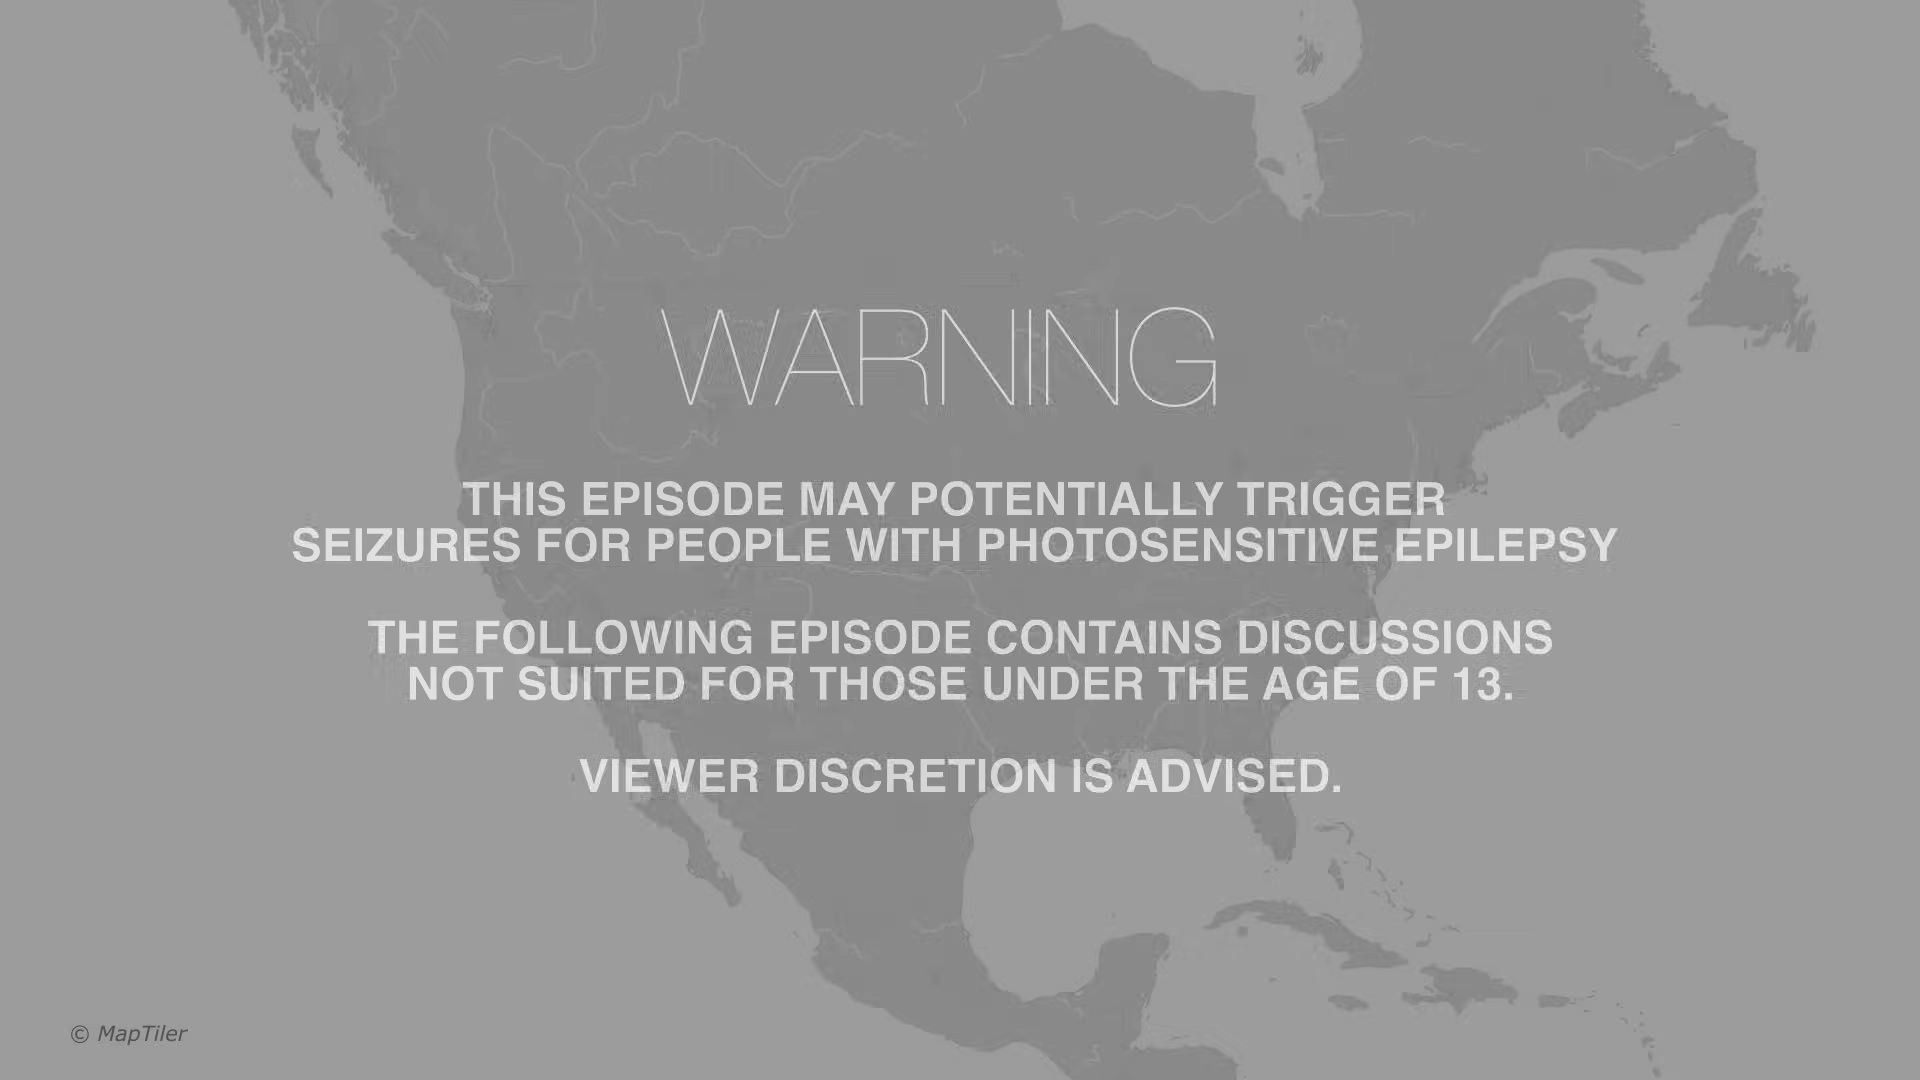 WARNING
THIS EPISODE MAY POTENTIALLY TRIGGER
SEIZURES FOR PEOPLE WITH PHOTOSENSITIVE EPILEPSY
THE FOLLOWING EPISODE CONTAINS DISCUSSIONS
NOT SUITED FOR THOSE UNDER THE AGE OF 13.
VIEWER DISCRETION IS ADVISED.
© MapTiler